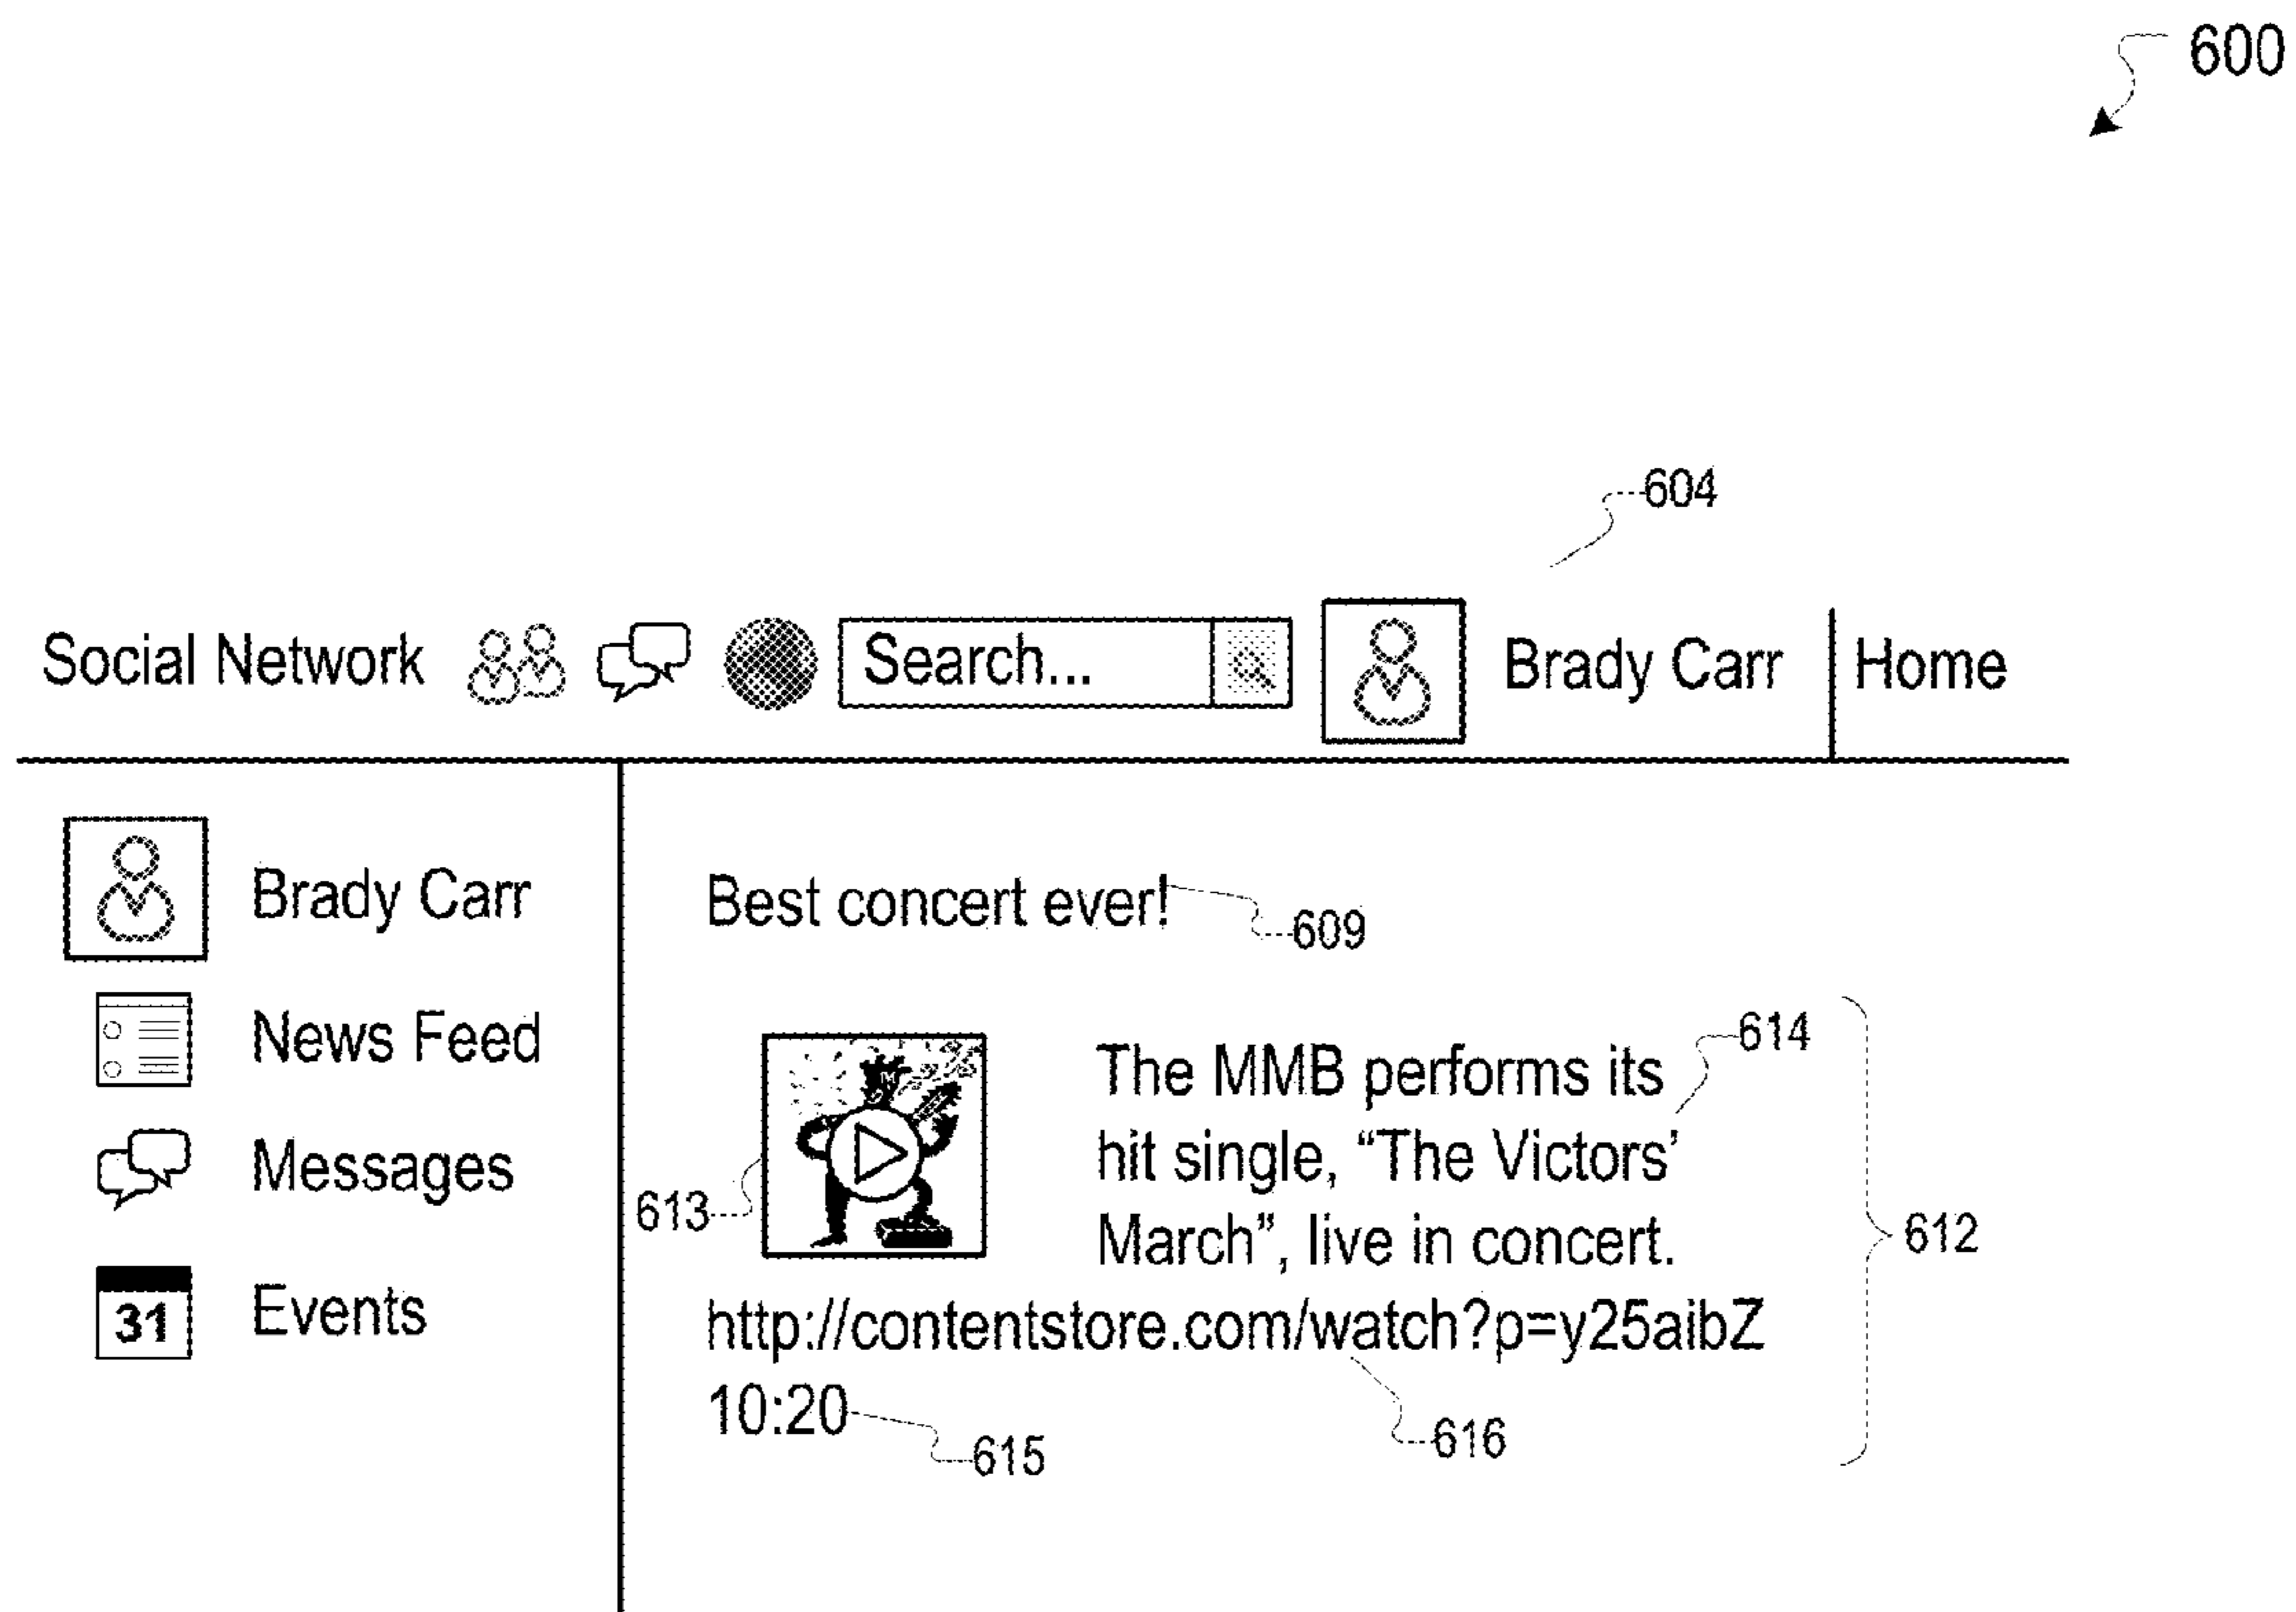 600
604
Social Network Search... Brady Carr Home
Brady Carr
News Feed
Messages
31 Events
Best concert ever! 609
613
The MMB performs its 614
hit single, “The Victors’
March”, live in concert.
612
http://contentstore.com/watch?p=y25aibZ
10:20 615 616